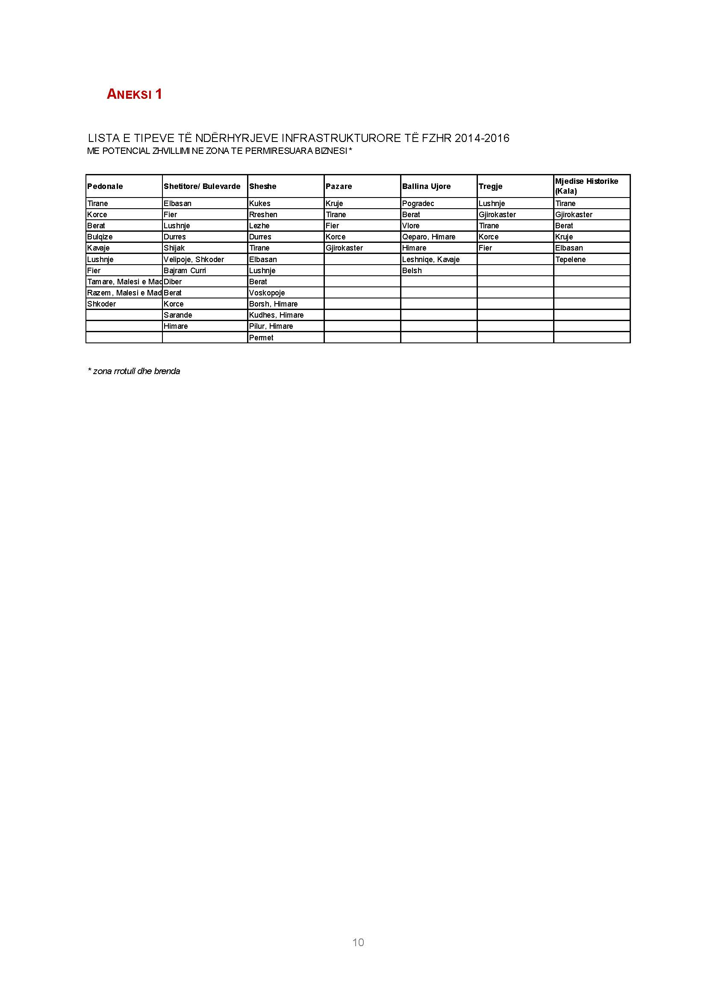 ANEKSI 1
LISTA E TIPEVE TË NDËRHYRJEVE INFRASTRUKTURORE TË FZHR 2014-2016
ME POTENCIAL ZHVILLIMI NE ZONA TE PERMIRESUARA BIZNESI *
Pedonale Shetitore/ Bulevarde Sheshe Pazare Ballina Ujore Tregje Mjedise Historike (Kala)
Tirane Elbasan Kukes Kruje Pogradec Lushnje Tirane
Korce Fier Rreshen Tirane Berat Gjirokaster Gjirokaster
Berat Lushnje Lezhe Fier Vlore Tirane Berat
Bulqize Durres Durres Korce Qeparo, Himare Korce Kruje
Kavaje Shijak Tirane Gjirokaster Himare Fier Elbasan
Lushnje Velipoje, Shkoder Elbasan Leshniqe, Kavaje Tepelene
Fier Bajram Curri Lushnje Belsh
Tamare, Malesi e Mad Diber Berat
Razem, Malesi e Mad Berat Voskopoje
Shkoder Korce Borsh, Himare
Sarande Kudhes, Himare
Himare Pilur, Himare
Permet
* zona rrotull dhe brenda
10